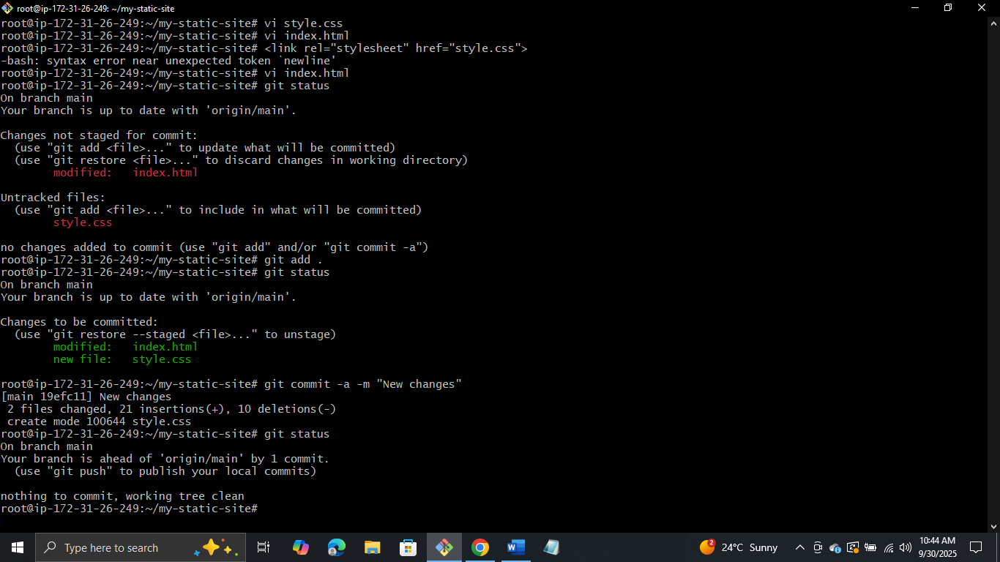 root@ip-172-31-26-249: ~/my-static-site
root@ip-172-31-26-249:~/my-static-site# vi style.css
root@ip-172-31-26-249:~/my-static-site# vi index.html
root@ip-172-31-26-249:~/my-static-site# <link rel="stylesheet" href="style.css">
-bash: syntax error near unexpected token `newline'
root@ip-172-31-26-249:~/my-static-site# vi index.html
root@ip-172-31-26-249:~/my-static-site# git status
On branch main
Your branch is up to date with 'origin/main'.
Changes not staged for commit:
  (use "git add <file>..." to update what will be committed)
  (use "git restore <file>..." to discard changes in working directory)
        modified:   index.html
Untracked files:
  (use "git add <file>..." to include in what will be committed)
        style.css
no changes added to commit (use "git add" and/or "git commit -a")
root@ip-172-31-26-249:~/my-static-site# git add .
root@ip-172-31-26-249:~/my-static-site# git status
On branch main
Your branch is up to date with 'origin/main'.
Changes to be committed:
  (use "git restore --staged <file>..." to unstage)
        modified:   index.html
        new file:   style.css
root@ip-172-31-26-249:~/my-static-site# git commit -a -m "New changes"
[main 19efc11] New changes
 2 files changed, 21 insertions(+), 10 deletions(-)
 create mode 100644 style.css
root@ip-172-31-26-249:~/my-static-site# git status
On branch main
Your branch is ahead of 'origin/main' by 1 commit.
  (use "git push" to publish your local commits)
nothing to commit, working tree clean
root@ip-172-31-26-249:~/my-static-site#
Type here to search
2
24°C Sunny
10:44 AM
9/30/2025